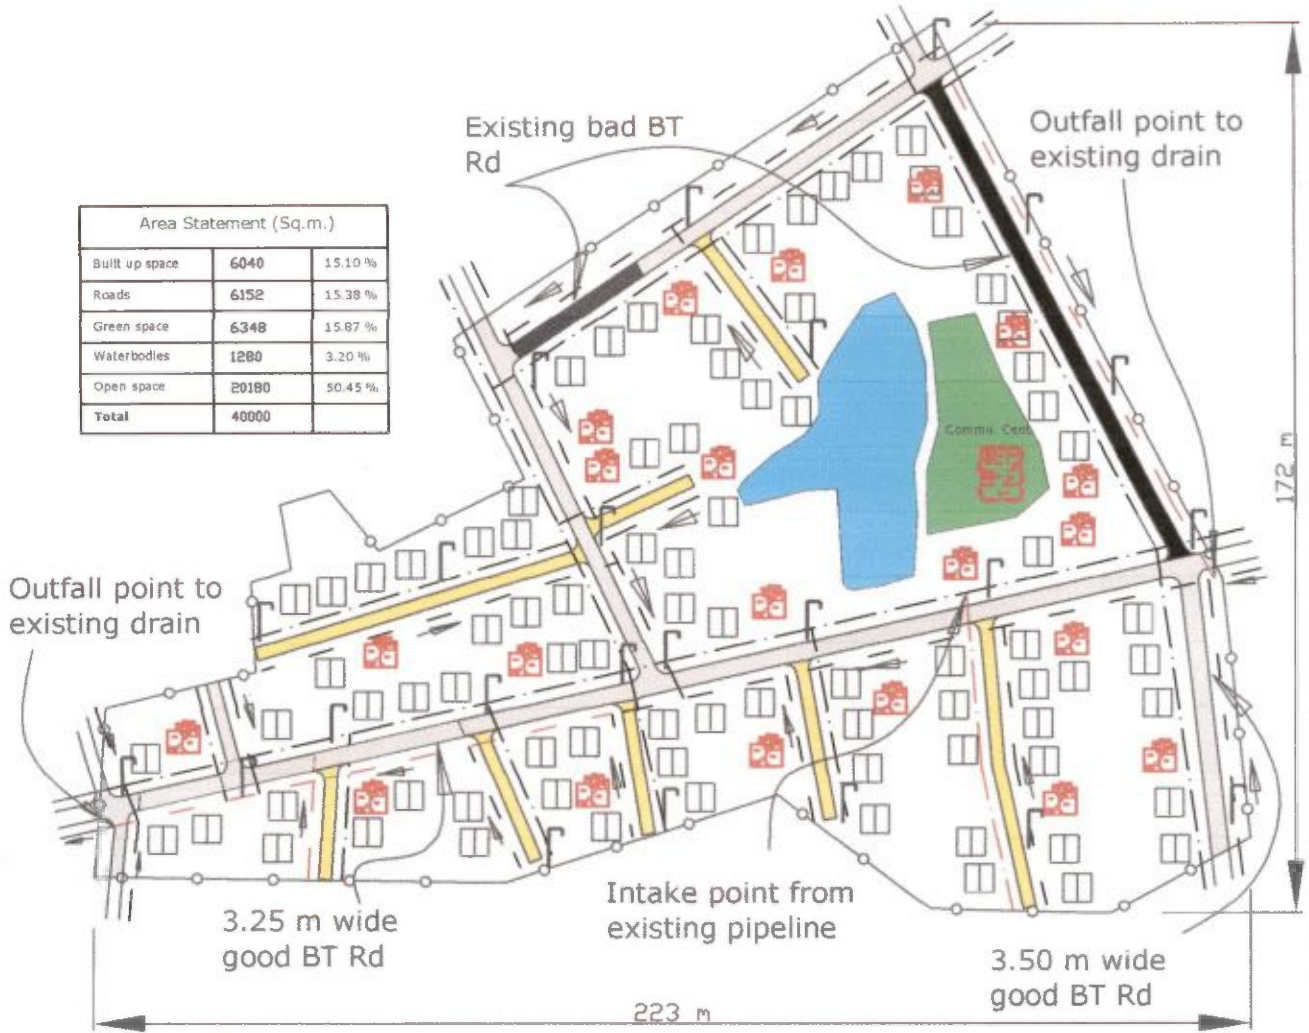 Existing bad BT
Rd
Outfall point to
existing drain
Area Statement (Sq.m.)
Built up space 6040 15.10 %
Roads 6152 15.38 %
Green space 6348 15.87 %
Waterbodies 1280 3.20 %
Open space 20180 50.45 %
Total 40000
Commu. Cent
172 m
Outfall point to
existing drain
3.25 m wide
good BT Rd
Intake point from
existing pipeline
3.50 m wide
good BT Rd
223 m